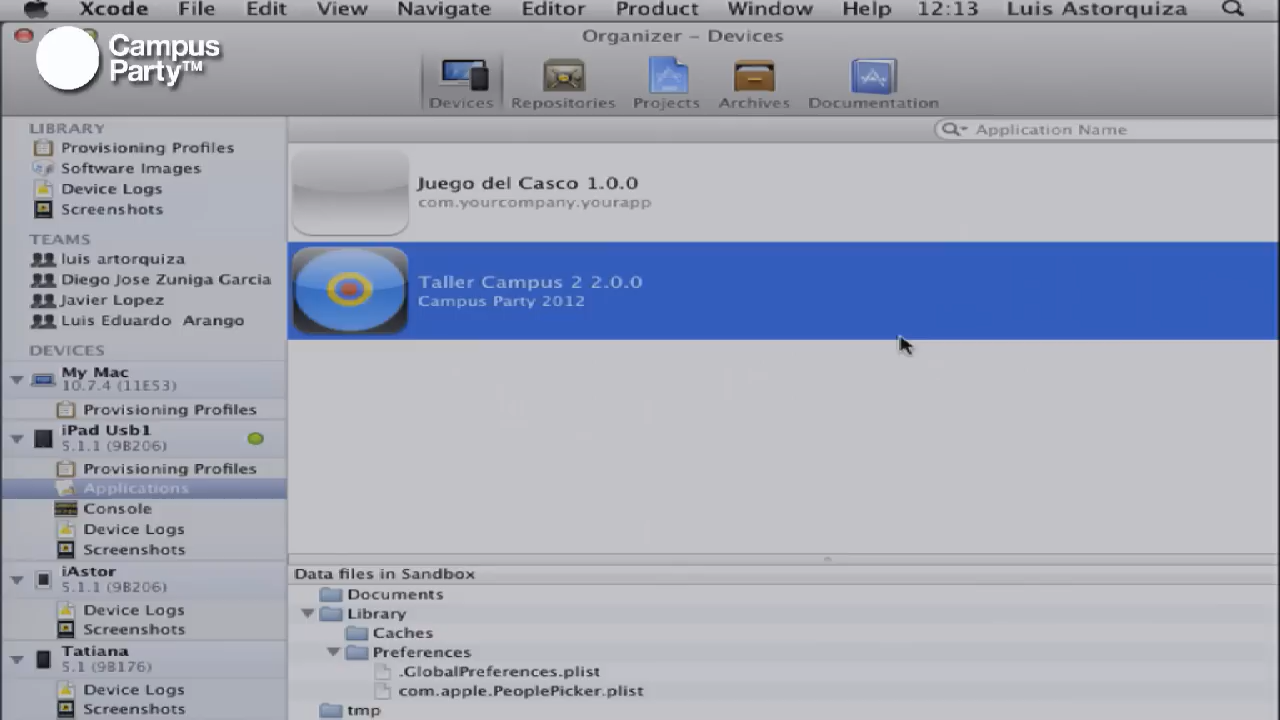 Xcode File Edit View Navigate Editor Product Window Help 12:13 Luis Astorquiza
Campus
Party™
Organizer – Devices
Devices Repositories Projects Archives Documentation
LIBRARY
Provisioning Profiles
Software Images
Device Logs
Screenshots
TEAMS
luis artorquiza
Diego Jose Zuniga Garcia
Javier Lopez
Luis Eduardo Arango
DEVICES
My Mac
10.7.4 (11E53)
Provisioning Profiles
iPad Usb1
5.1.1 (9B206)
Provisioning Profiles
Applications
Console
Device Logs
Screenshots
iAstor
5.1.1 (9B206)
Device Logs
Screenshots
Tatiana
5.1 (9B176)
Device Logs
Screenshots
Application Name
Juego del Casco 1.0.0
com.yourcompany.yourapp
Taller Campus 2 2.0.0
Campus Party 2012
Data files in Sandbox
Documents
Library
Caches
Preferences
.GlobalPreferences.plist
com.apple.PeoplePicker.plist
tmp